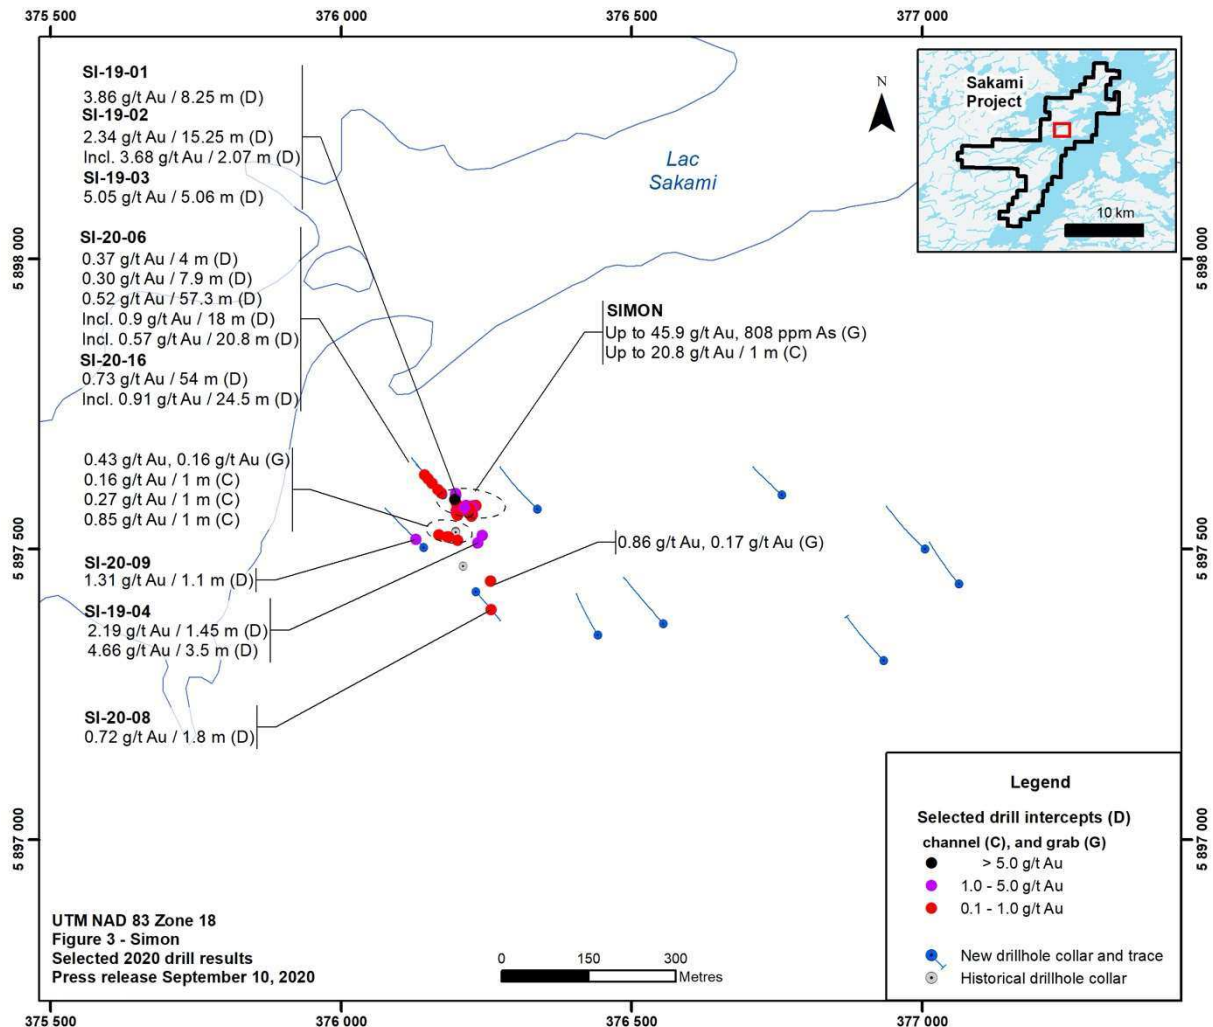 375 500
376 000
376 500
377 000
SI-19-01
3.86 g/t Au / 8.25 m (D)
SI-19-02
2.34 g/t Au / 15.25 m (D)
Incl. 3.68 g/t Au / 2.07 m (D)
SI-19-03
5.05 g/t Au / 5.06 m (D)
N
Lac
Sakami
Sakami
Project
10 km
5 898 000
5 898 000
SI-20-06
0.37 g/t Au / 4 m (D)
0.30 g/t Au / 7.9 m (D)
0.52 g/t Au / 57.3 m (D)
Incl. 0.9 g/t Au / 18 m (D)
Incl. 0.57 g/t Au / 20.8 m (D)
SI-20-16
0.73 g/t Au / 54 m (D)
Incl. 0.91 g/t Au / 24.5 m (D)
SIMON
Up to 45.9 g/t Au, 808 ppm As (G)
Up to 20.8 g/t Au / 1 m (C)
0.43 g/t Au, 0.16 g/t Au (G)
0.16 g/t Au / 1 m (C)
0.27 g/t Au / 1 m (C)
0.85 g/t Au / 1 m (C)
5 897 500
5 897 500
0.86 g/t Au, 0.17 g/t Au (G)
SI-20-09
1.31 g/t Au / 1.1 m (D)
SI-19-04
2.19 g/t Au / 1.45 m (D)
4.66 g/t Au / 3.5 m (D)
SI-20-08
0.72 g/t Au / 1.8 m (D)
5 897 000
5 897 000
Legend
Selected drill intercepts (D)
channel (C), and grab (G)
> 5.0 g/t Au
1.0 - 5.0 g/t Au
0.1 - 1.0 g/t Au
New drillhole collar and trace
Historical drillhole collar
UTM NAD 83 Zone 18
Figure 3 - Simon
Selected 2020 drill results
Press release September 10, 2020
0 150 300
Metres
375 500
376 000
376 500
377 000